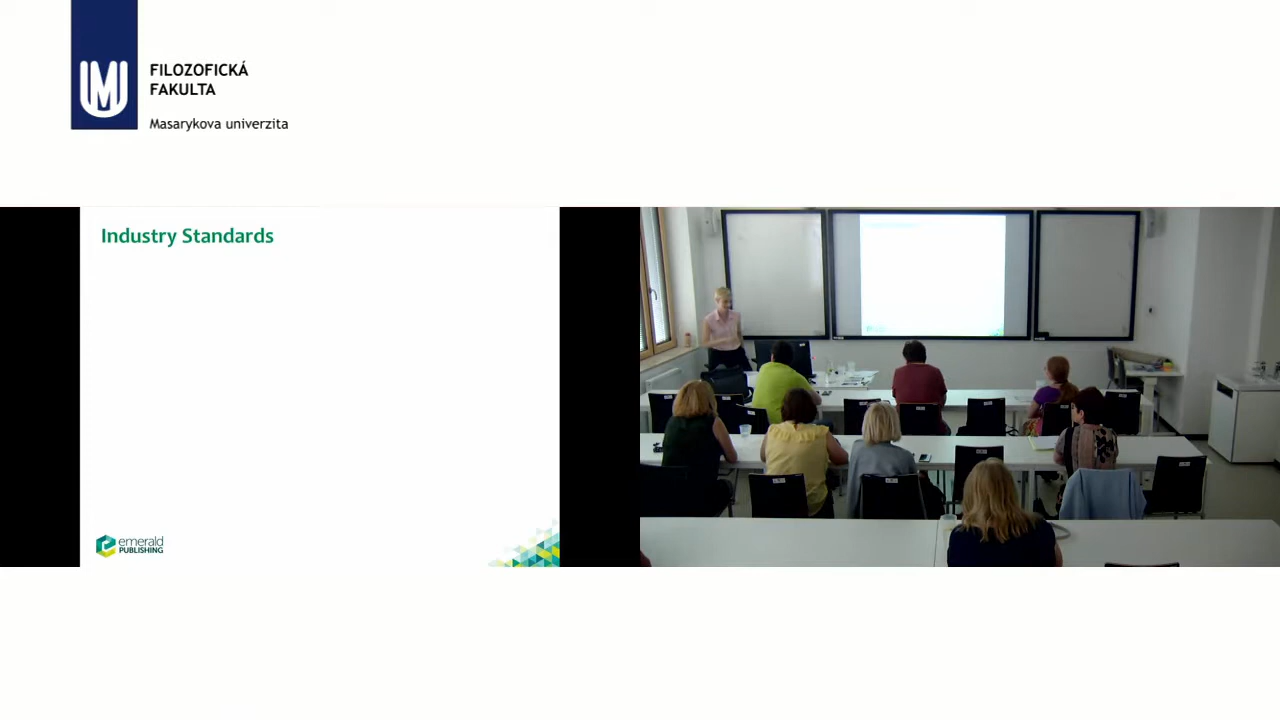 FILOZOFICKÁ
FAKULTA
Masarykova univerzita
Industry Standards
emerald
PUBLISHING